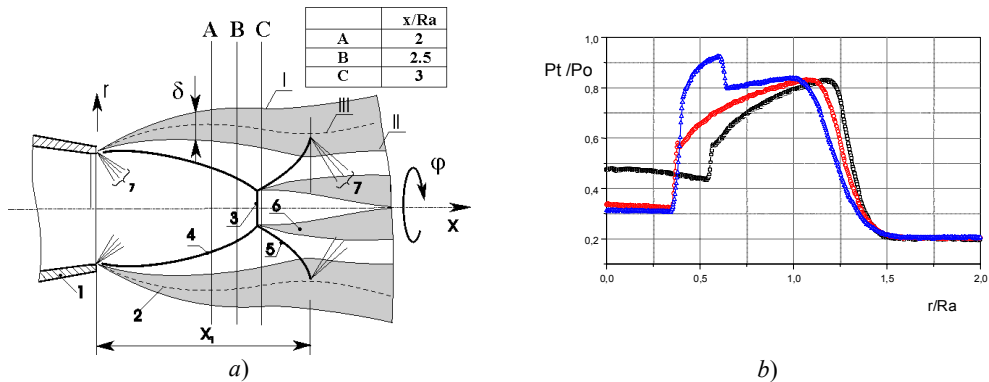 A B C
x/Ra
A 2
B 2.5
C 3
r
δ
I
III
II
7
7
φ
3
6
x
4
5
1
2
X₁
a)
Pt /Po
1,0
0,8
0,6
0,4
0,2
0,0 0,5 1,0 1,5 2,0
r/Ra
b)